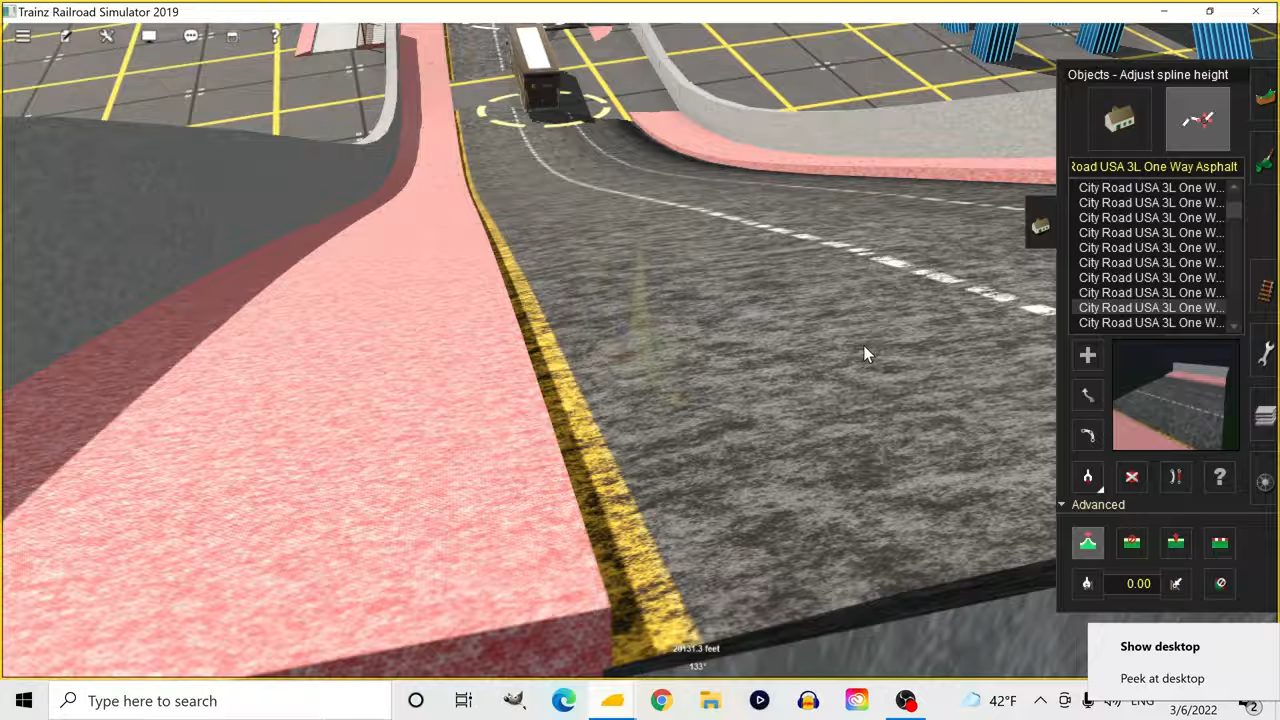 Trainz Railroad Simulator 2019
Objects - Adjust spline height
Road USA 3L One Way Asphalt
City Road USA 3L One W...
City Road USA 3L One W...
City Road USA 3L One W...
City Road USA 3L One W...
City Road USA 3L One W...
City Road USA 3L One W...
City Road USA 3L One W...
City Road USA 3L One W...
City Road USA 3L One W...
City Road USA 3L One W...
?
Advanced
0.00
20131.3 feet
133°
Show desktop
Peek at desktop
Type here to search
42°F
ENG
3/6/2022
2